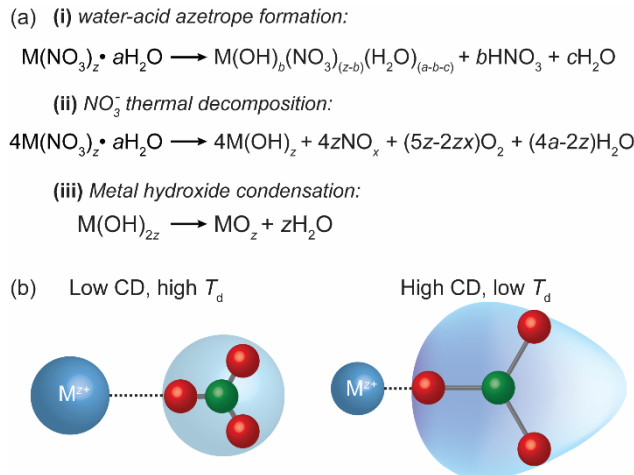 (a) (i) water-acid azetrope formation:
M(NO₃)z• aH₂O ⟶ M(OH)b(NO₃)(z-b)(H₂O)(a-b-c) + bHNO₃ + cH₂O
(ii) NO₃⁻ thermal decomposition:
4M(NO₃)z• aH₂O ⟶ 4M(OH)z + 4zNOx + (5z-2zx)O₂ + (4a-2z)H₂O
(iii) Metal hydroxide condensation:
M(OH)2z ⟶ MOz + zH₂O
(b) Low CD, high Td High CD, low Td
Mz+ Mz+